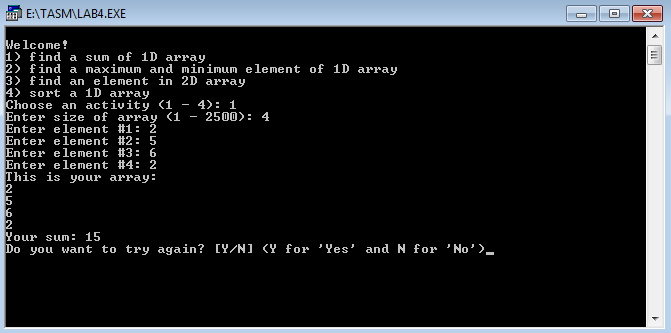 E:\TASM\LAB4.EXE
Welcome!
1) find a sum of 1D array
2) find a maximum and minimum element of 1D array
3) find an element in 2D array
4) sort a 1D array
Choose an activity (1 - 4): 1
Enter size of array (1 - 2500): 4
Enter element #1: 2
Enter element #2: 5
Enter element #3: 6
Enter element #4: 2
This is your array:
2
5
6
2
Your sum: 15
Do you want to try again? [Y/N] (Y for 'Yes' and N for 'No')_